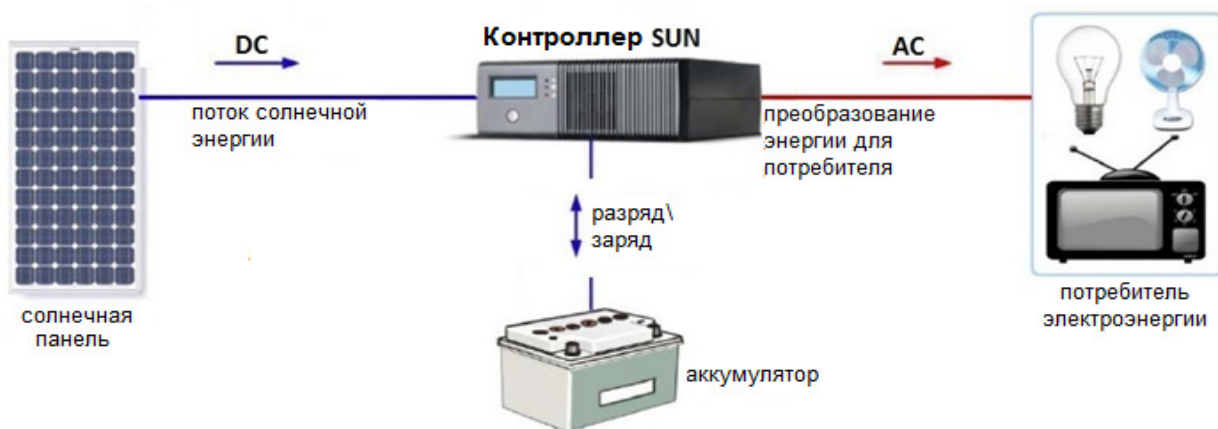 DC
Контроллер SUN
AC
поток солнечной
энергии
преобразование
энергии для
потребителя
разряд\
заряд
солнечная
панель
аккумулятор
потребитель
электроэнергии